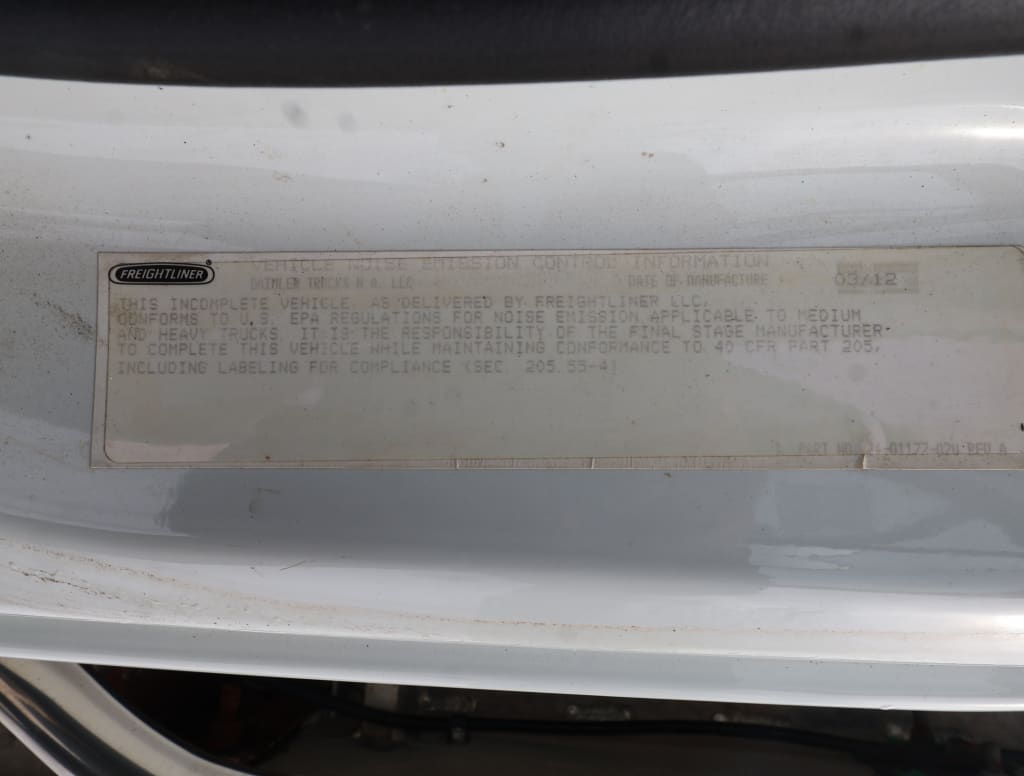 FREIGHTLINER®
VEHICLE NOISE EMISSION CONTROL INFORMATION
DAIMLER TRUCKS N A. LLC DATE OF MANUFACTURE 03/12
THIS INCOMPLETE VEHICLE, AS DELIVERED BY FREIGHTLINER LLC,
CONFORMS TO U.S. EPA REGULATIONS FOR NOISE EMISSION APPLICABLE TO MEDIUM
AND HEAVY TRUCKS IT IS THE RESPONSIBILITY OF THE FINAL STAGE MANUFACTURER
TO COMPLETE THIS VEHICLE WHILE MAINTAINING CONFORMANCE TO 40 CFR PART 205,
INCLUDING LABELING FOR COMPLIANCE (SEC. 205.55-4)
PART NO. REV A